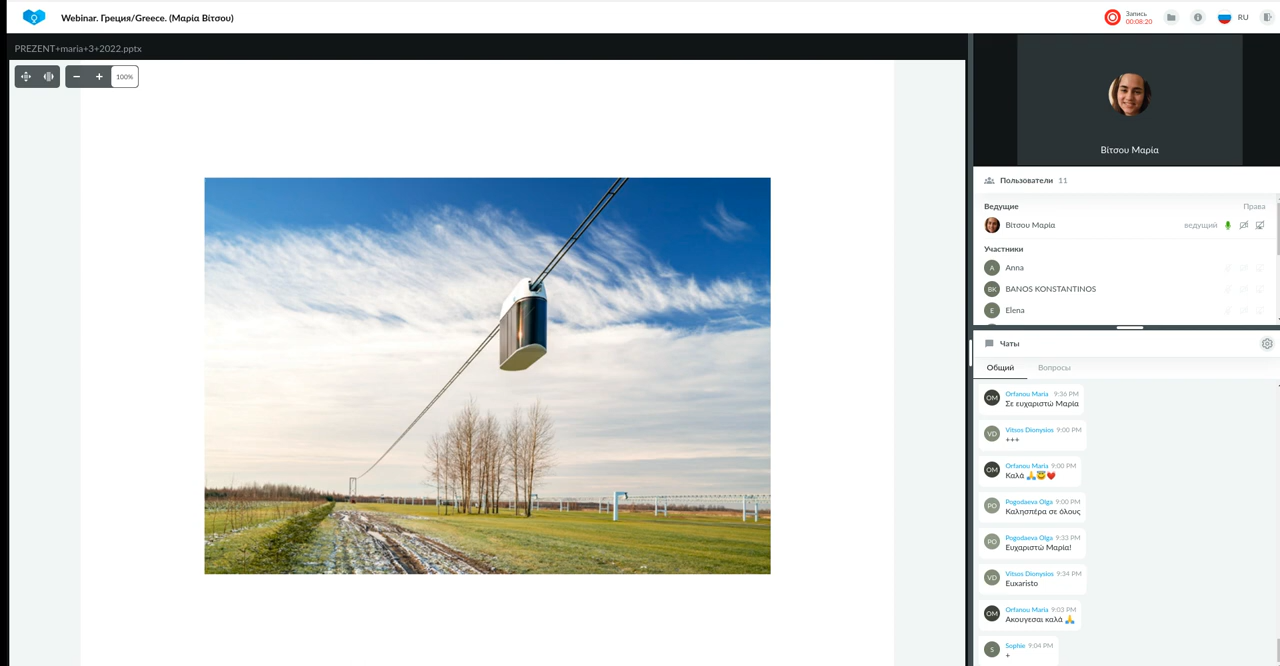 Webinar. Греция/Greece. (Μαρία Βίτσου)
Запись
00:08:20
RU
PREZENT+maria+3+2022.pptx
100%
Βίτσου Μαρία
Пользователи 11
Ведущие Права
Βίτσου Μαρία ведущий
Участники
A Anna
BK BANOS KONSTANTINOS
E Elena
Чаты
Общий Вопросы
OM Orfanou Maria 9:36 PM
Σε ευχαριστώ Μαρία
VD Vitsos Dionysios 9:00 PM
+++
OM Orfanou Maria 9:00 PM
Καλά 🙏😇❤️
PO Pogodaeva Olga 9:00 PM
Καλησπέρα σε όλους
PO Pogodaeva Olga 9:33 PM
Ευχαριστώ Μαρία!
VD Vitsos Dionysios 9:34 PM
Euxaristo
OM Orfanou Maria 9:03 PM
Ακουγεσαι καλά 🙏
S Sophie 9:04 PM
+